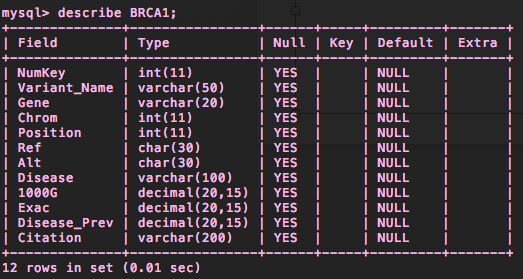 mysql> describe BRCA1;
+--------------+----------------+------+-----+---------+-------+
| Field        | Type           | Null | Key | Default | Extra |
+--------------+----------------+------+-----+---------+-------+
| NumKey       | int(11)        | YES  |     | NULL    |       |
| Variant_Name | varchar(50)    | YES  |     | NULL    |       |
| Gene         | varchar(20)    | YES  |     | NULL    |       |
| Chrom        | int(11)        | YES  |     | NULL    |       |
| Position     | int(11)        | YES  |     | NULL    |       |
| Ref          | char(30)       | YES  |     | NULL    |       |
| Alt          | char(30)       | YES  |     | NULL    |       |
| Disease      | varchar(100)   | YES  |     | NULL    |       |
| 1000G        | decimal(20,15) | YES  |     | NULL    |       |
| Exac         | decimal(20,15) | YES  |     | NULL    |       |
| Disease_Prev | decimal(20,15) | YES  |     | NULL    |       |
| Citation     | varchar(200)   | YES  |     | NULL    |       |
+--------------+----------------+------+-----+---------+-------+
12 rows in set (0.01 sec)